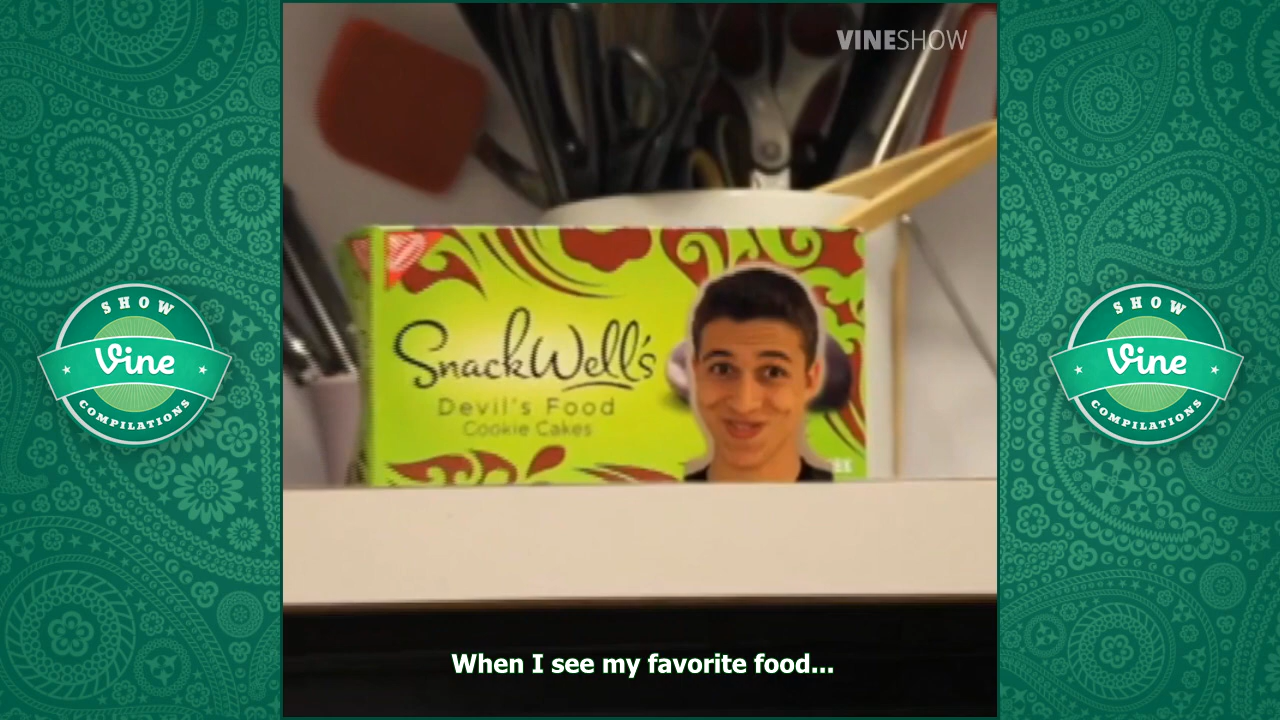 VINESHOW
SnackWell's
Devil's Food
Cookie Cakes
SHOW
Vine
COMPILATIONS
SHOW
Vine
COMPILATIONS
When I see my favorite food...